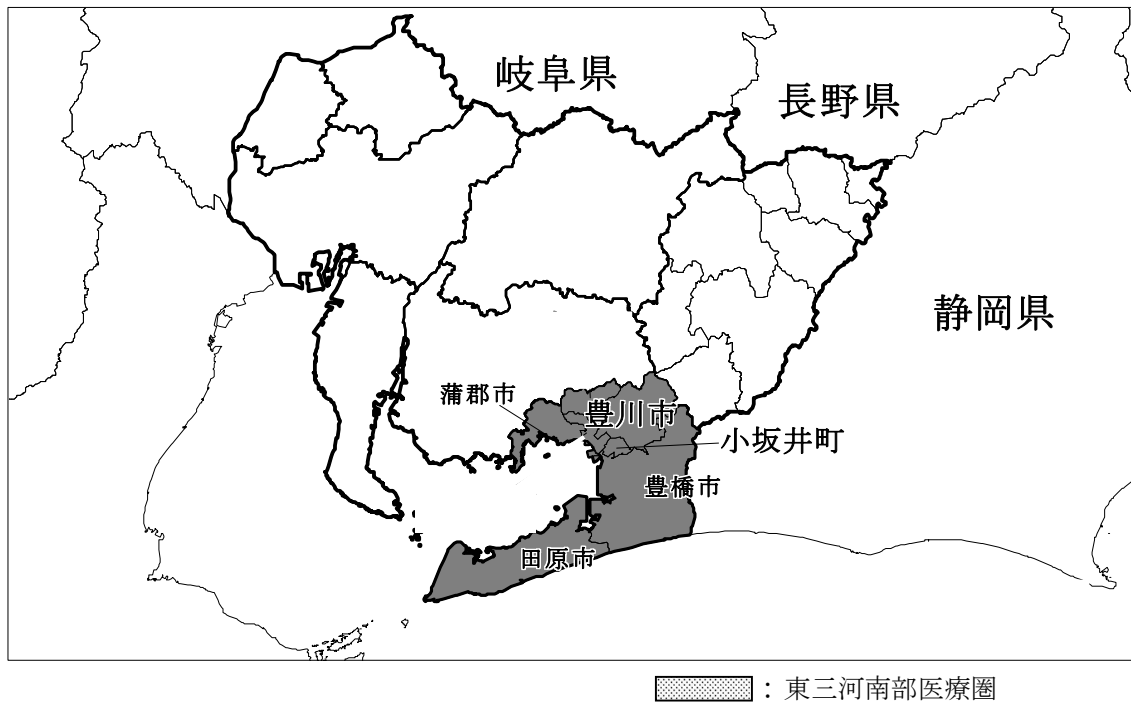 岐阜県
長野県
静岡県
蒲郡市
豊川市
小坂井町
豊橋市
田原市
：東三河南部医療圏